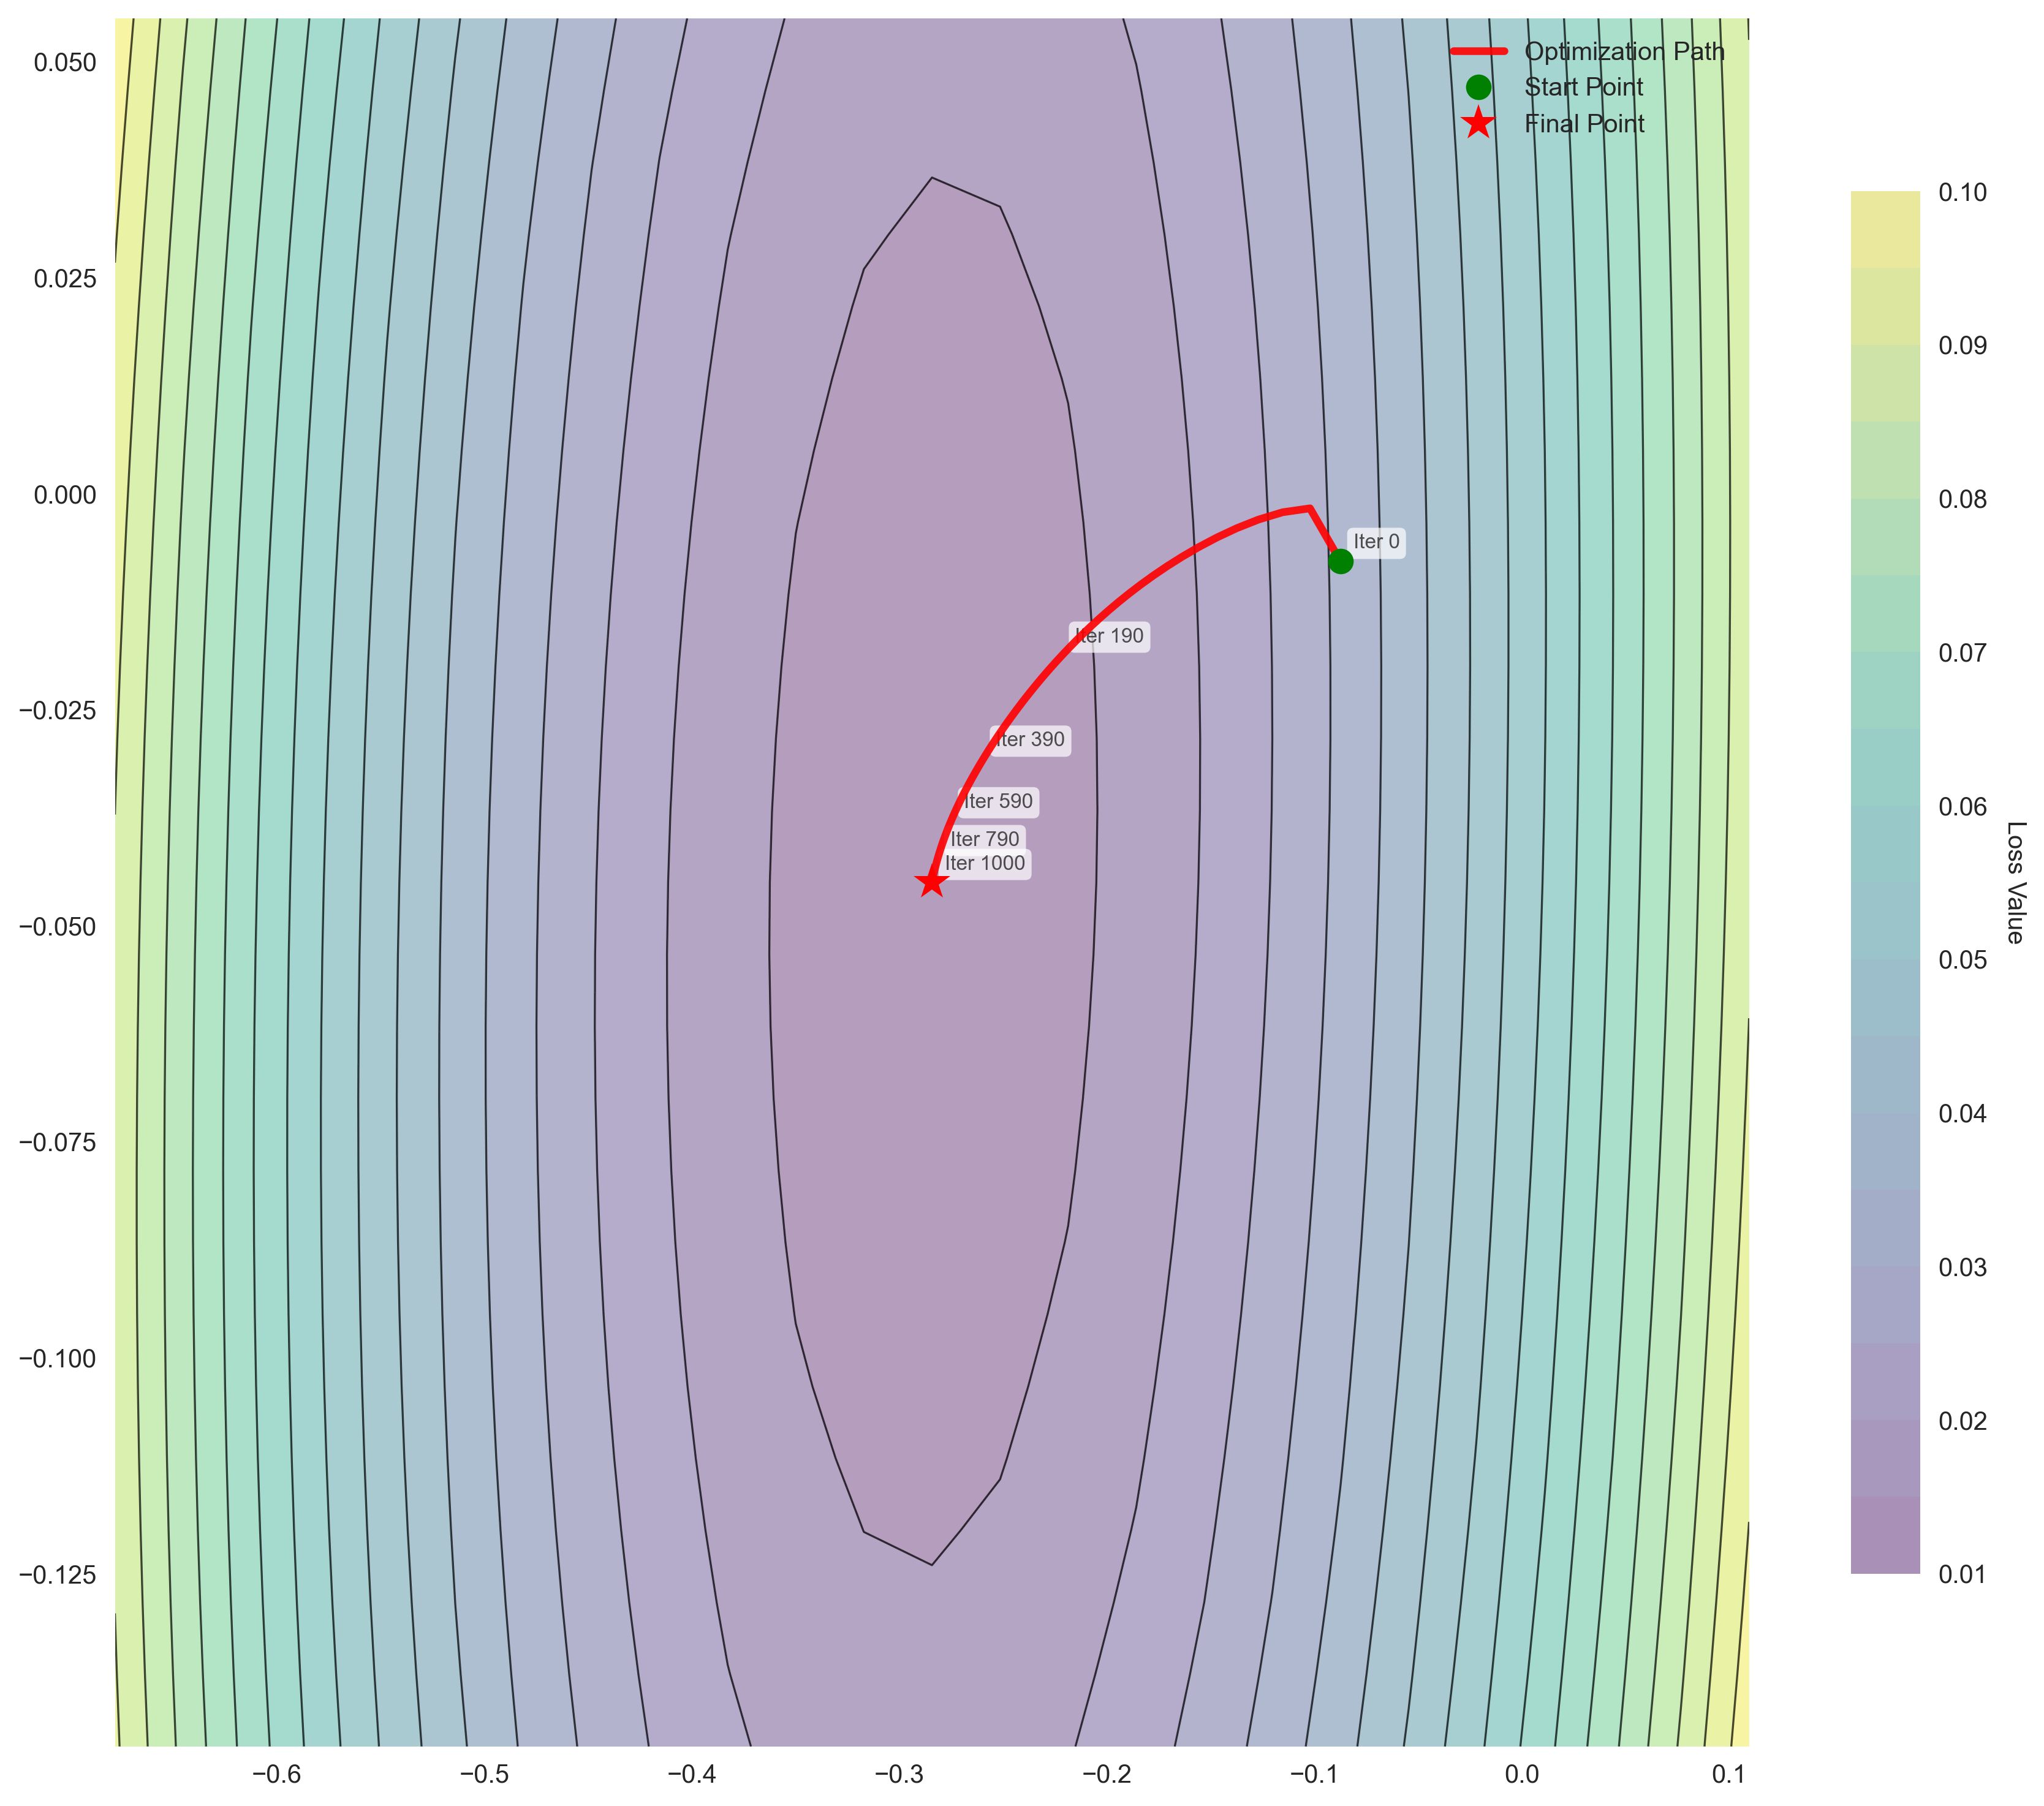 0.050
0.025
0.000
−0.025
−0.050
−0.075
−0.100
−0.125
−0.6
−0.5
−0.4
−0.3
−0.2
−0.1
0.0
0.1
Optimization Path
Start Point
Final Point
Iter 0
Iter 190
Iter 390
Iter 590
Iter 790
Iter 1000
0.10
0.09
0.08
0.07
0.06
0.05
0.04
0.03
0.02
0.01
Loss Value